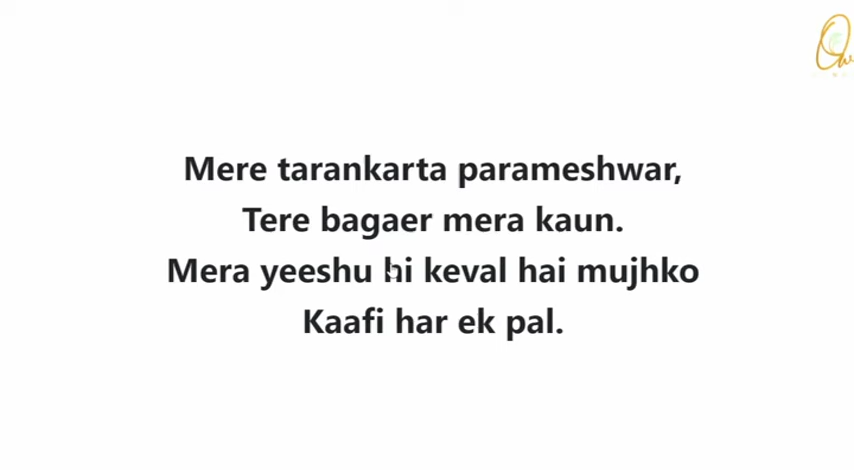 Mere tarankarta parameshwar,
Tere bagaer mera kaun.
Mera yeeshu hi keval hai mujhko
Kaafi har ek pal.